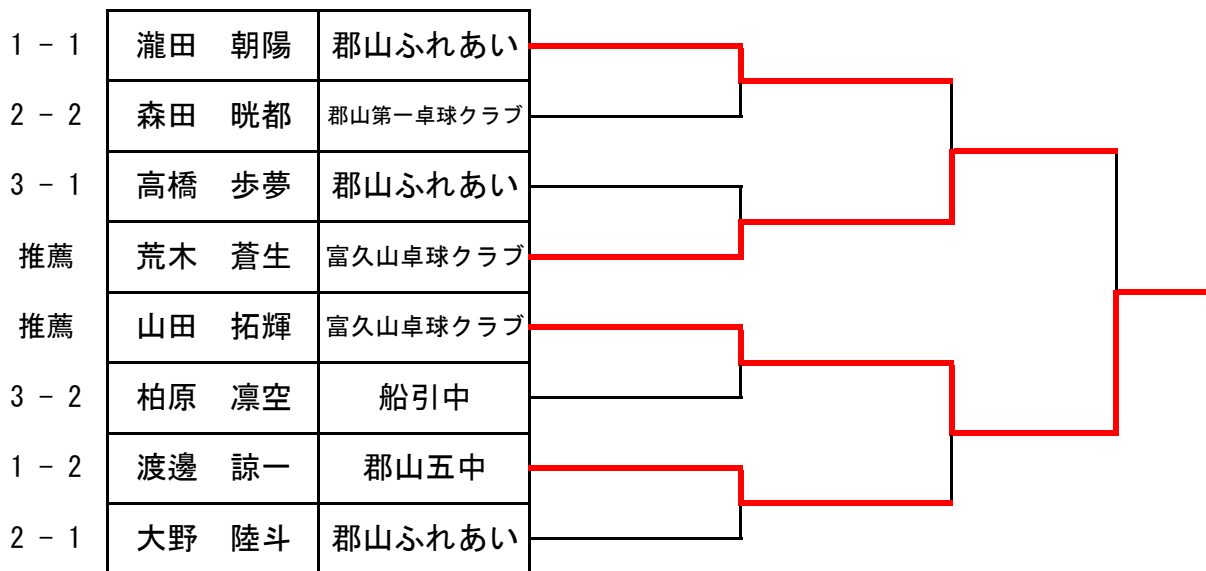 1 - 1 瀧田 朝陽 郡山ふれあい
2 - 2 森田 晄都 郡山第一卓球クラブ
3 - 1 高橋 歩夢 郡山ふれあい
推薦 荒木 蒼生 富久山卓球クラブ
推薦 山田 拓輝 富久山卓球クラブ
3 - 2 柏原 凛空 船引中
1 - 2 渡邊 諒一 郡山五中
2 - 1 大野 陸斗 郡山ふれあい